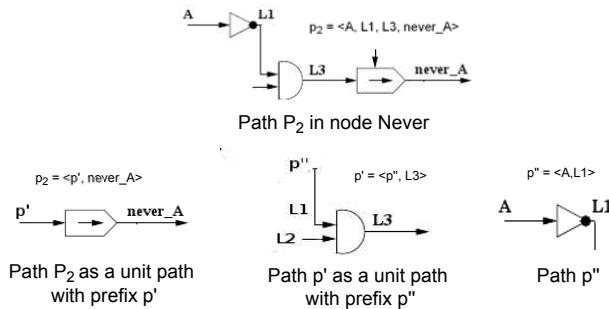 A
L1
p2 = <A, L1, L3, never_A>
L3
never_A
Path P2 in node Never
p2 = <p', never_A>
p'
never_A
Path P2 as a unit path
with prefix p'
p"
p' = <p", L3>
L1
L2
L3
Path p' as a unit path
with prefix p"
p" = <A,L1>
A
L1
Path p"